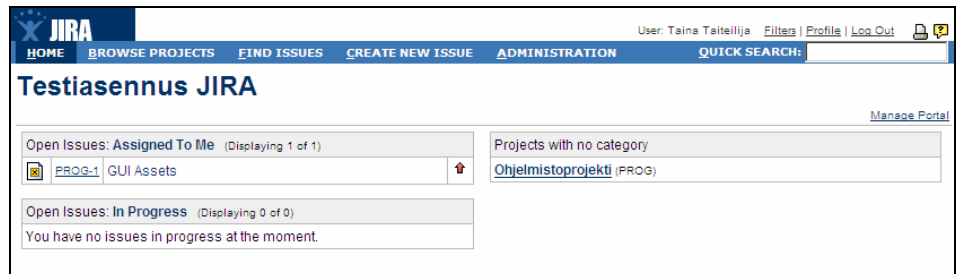 JIRA
User: Taina Taiteilija Filters | Profile | Log Out
HOME BROWSE PROJECTS FIND ISSUES CREATE NEW ISSUE ADMINISTRATION QUICK SEARCH:
Testiasennus JIRA
Manage Portal
Open Issues: Assigned To Me (Displaying 1 of 1)
PROG-1 GUI Assets
Open Issues: In Progress (Displaying 0 of 0)
You have no issues in progress at the moment.
Projects with no category
Ohjelmistoprojekti (PROG)